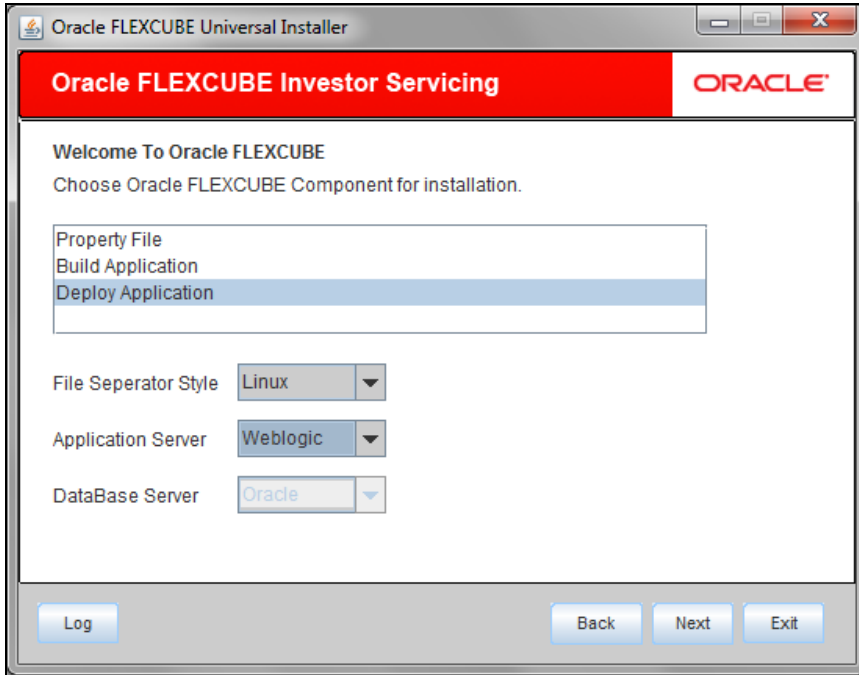 Oracle FLEXCUBE Universal Installer
Oracle FLEXCUBE Investor Servicing
ORACLE
Welcome To Oracle FLEXCUBE
Choose Oracle FLEXCUBE Component for installation.
Property File
Build Application
Deploy Application
File Seperator Style Linux
Application Server Weblogic
DataBase Server Oracle
Log Back Next Exit